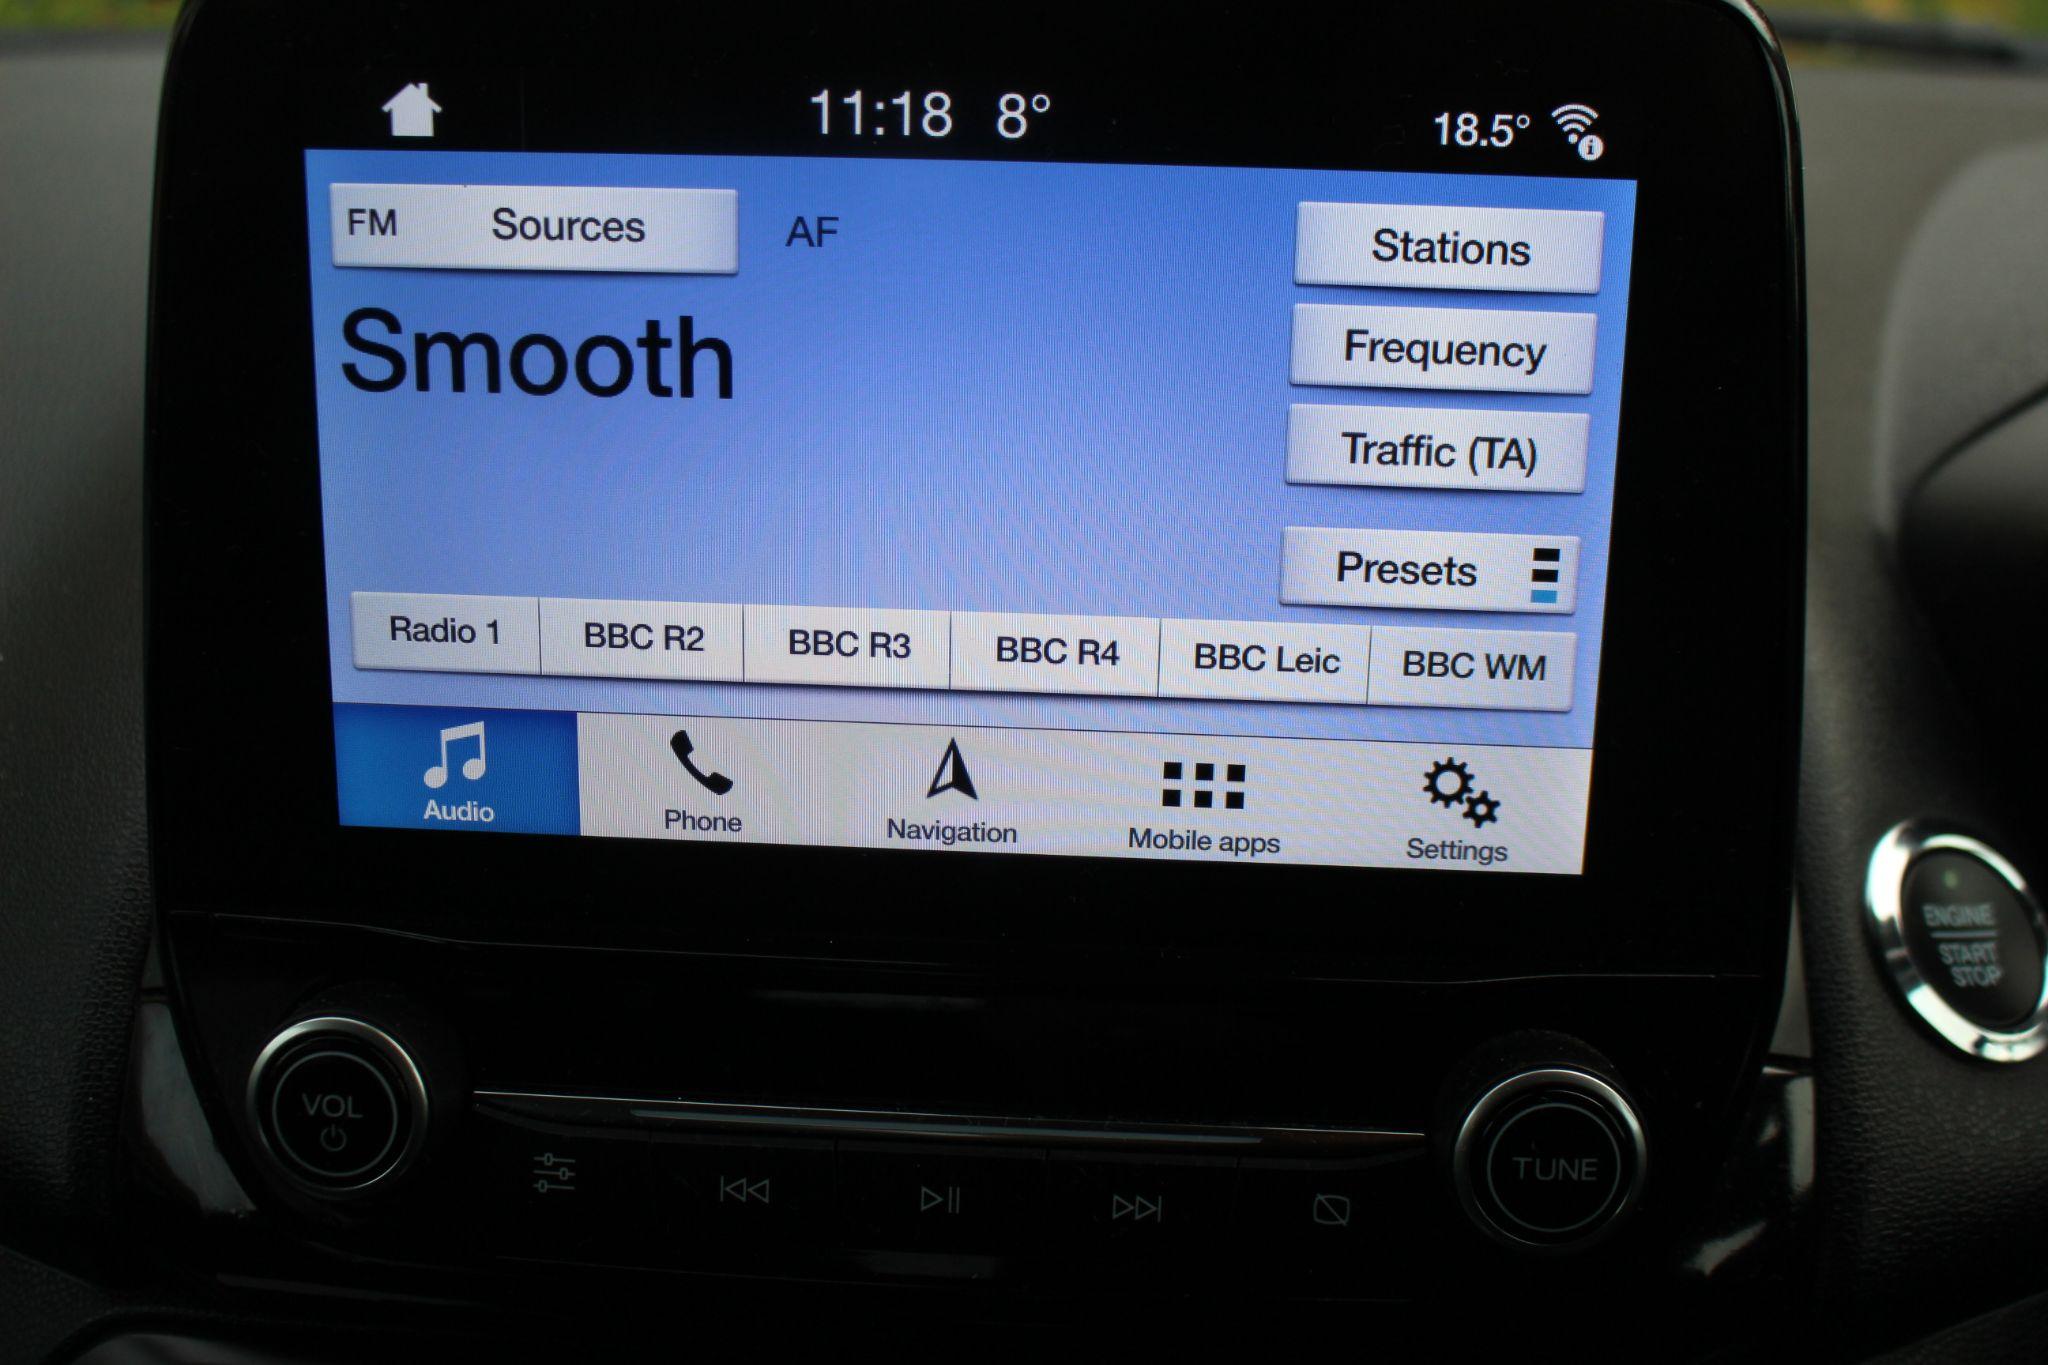 11:18 8° 18.5°
FM Sources AF Stations
Smooth
Frequency
Traffic (TA)
Presets
Radio 1 BBC R2 BBC R3 BBC R4 BBC Leic BBC WM
Audio Phone Navigation Mobile apps Settings
ENGINE
START
STOP
VOL
TUNE